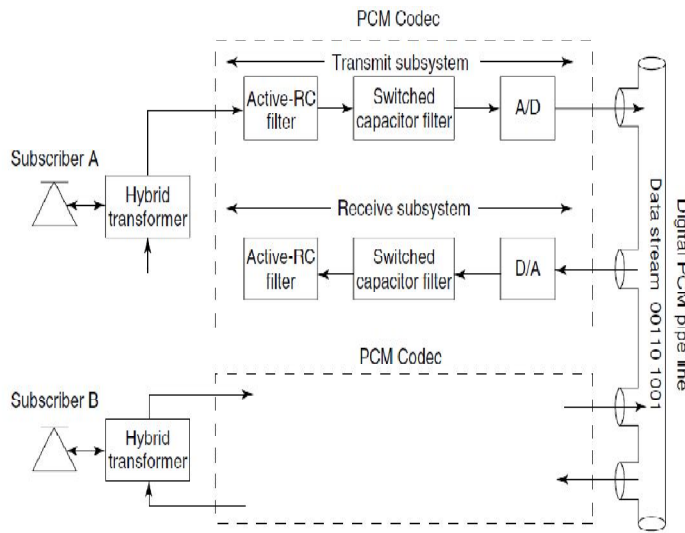 PCM Codec
Transmit subsystem
Active-RC
filter
Switched
capacitor filter
A/D
Subscriber A
Hybrid
transformer
Receive subsystem
Active-RC
filter
Switched
capacitor filter
D/A
Data stream 00110 1001
Digital PCM pipe line
PCM Codec
Subscriber B
Hybrid
transformer